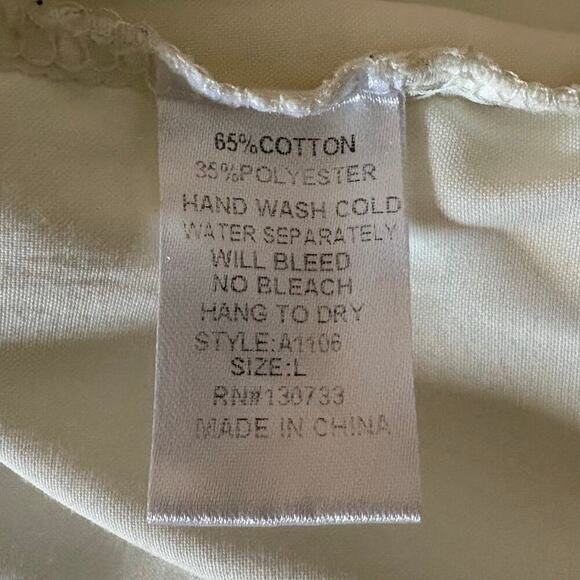 65%COTTON
35%POLYESTER
HAND WASH COLD
WATER SEPARATELY
WILL BLEED
NO BLEACH
HANG TO DRY
STYLE:A1106
SIZE:L
RN#130733
MADE IN CHINA